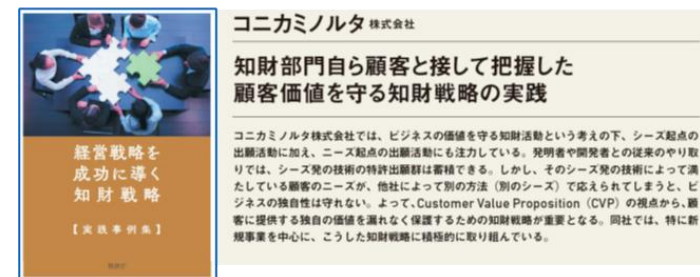 経営戦略を
成功に導く
知財戦略
【実践事例集】
コニカミノルタ 株式会社
知財部門自ら顧客と接して把握した
顧客価値を守る知財戦略の実践
コニカミノルタ株式会社では、ビジネスの価値を守る知財活動という考えの下、シーズ起点の
出願活動に加え、ニーズ起点の出願活動にも注力している。発明者や開発者との従来のやり取
りでは、シーズ発の技術の特許出願群は蓄積できる。しかし、そのシーズ発の技術によって満
たしている顧客のニーズが、他社によって別の方法（別のシーズ）で応えられてしまうと、ビ
ジネスの独自性は守れない。よって、Customer Value Proposition（CVP）の視点から、顧
客に提供する独自の価値を漏れなく保護するための知財戦略が重要となる。同社では、特に新
規事業を中心に、こうした知財戦略に積極的に取り組んでいる。